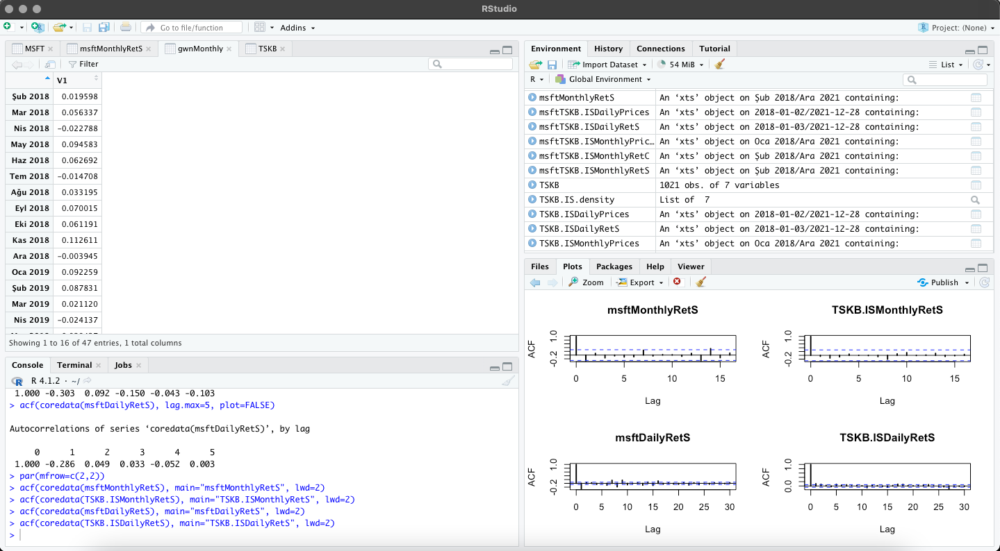 RStudio
Go to file/function
Addins
Project: (None)
MSFT
msftMonthlyRetS
gwnMonthly
TSKB
Filter
V1
Şub 2018 0.019598
Mar 2018 0.056337
Nis 2018 -0.022788
May 2018 0.094583
Haz 2018 0.062692
Tem 2018 -0.014708
Ağu 2018 0.033195
Eyl 2018 0.070015
Eki 2018 0.061191
Kas 2018 0.112611
Ara 2018 -0.003945
Oca 2019 0.092259
Şub 2019 0.087831
Mar 2019 0.021120
Nis 2019 -0.024137
Showing 1 to 16 of 47 entries, 1 total columns
Console Terminal Jobs
R 4.1.2 · ~/
1.000 -0.303 0.092 -0.150 -0.043 -0.103
> acf(coredata(msftDailyRetS), lag.max=5, plot=FALSE)
Autocorrelations of series ‘coredata(msftDailyRetS)’, by lag
0 1 2 3 4 5
1.000 -0.286 0.049 0.033 -0.052 0.003
> par(mfrow=c(2,2))
> acf(coredata(msftMonthlyRetS), main="msftMonthlyRetS", lwd=2)
> acf(coredata(TSKB.ISMonthlyRetS), main="TSKB.ISMonthlyRetS", lwd=2)
> acf(coredata(msftDailyRetS), main="msftDailyRetS", lwd=2)
> acf(coredata(TSKB.ISDailyRetS), main="TSKB.ISDailyRetS", lwd=2)
>
Environment History Connections Tutorial
Import Dataset 54 MiB List
R Global Environment
msftMonthlyRetS An ‘xts’ object on Şub 2018/Ara 2021 containing:
msftTSKB.ISDailyPrices An ‘xts’ object on 2018-01-02/2021-12-28 containing:
msftTSKB.ISDailyRetS An ‘xts’ object on 2018-01-03/2021-12-28 containing:
msftTSKB.ISMonthlyPric… An ‘xts’ object on Oca 2018/Ara 2021 containing:
msftTSKB.ISMonthlyRetC An ‘xts’ object on Şub 2018/Ara 2021 containing:
msftTSKB.ISMonthlyRetS An ‘xts’ object on Şub 2018/Ara 2021 containing:
TSKB 1021 obs. of 7 variables
TSKB.IS.density List of 7
TSKB.ISDailyPrices An ‘xts’ object on 2018-01-02/2021-12-28 containing:
TSKB.ISDailyRetS An ‘xts’ object on 2018-01-03/2021-12-28 containing:
TSKB.ISMonthlyPrices An ‘xts’ object on Oca 2018/Ara 2021 containing:
Files Plots Packages Help Viewer
Zoom Export Publish
msftMonthlyRetS
ACF
1.0
-0.2
0 5 10 15
Lag
TSKB.ISMonthlyRetS
ACF
1.0
-0.2
0 5 10 15
Lag
msftDailyRetS
ACF
1.0
-0.2
0 5 10 15 20 25 30
Lag
TSKB.ISDailyRetS
ACF
1.0
0.0
0 5 10 15 20 25 30
Lag